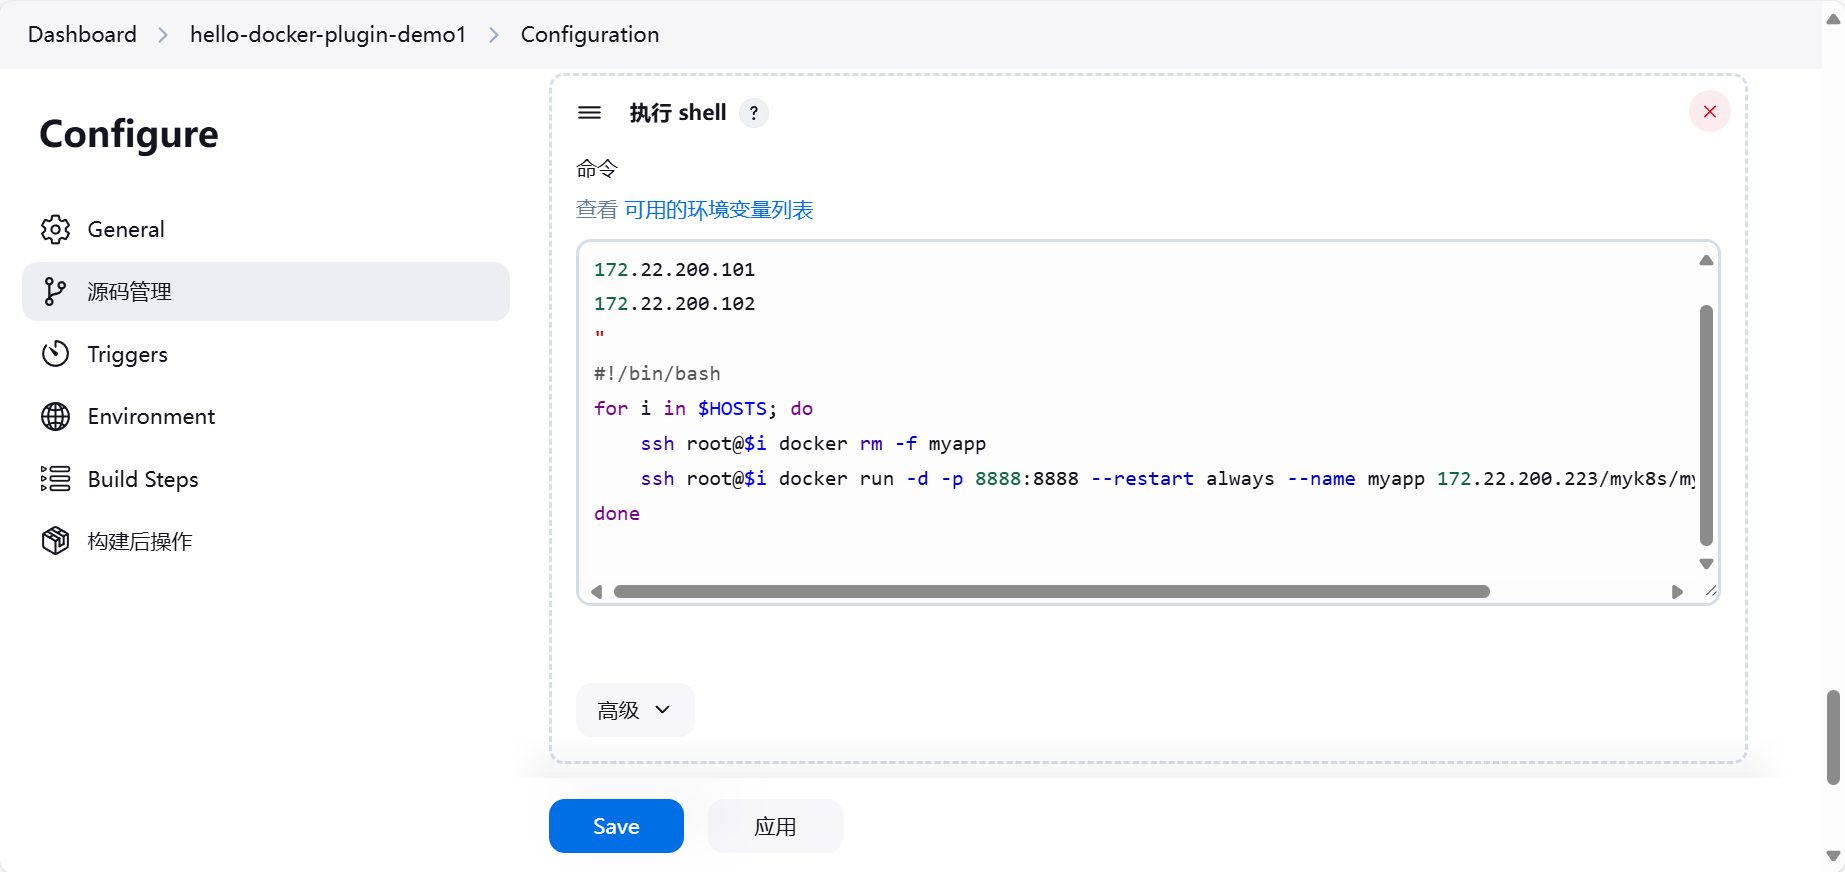 Dashboard > hello-docker-plugin-demo1 > Configuration
Configure
General
源码管理
Triggers
Environment
Build Steps
构建后操作
执行 shell ?
命令
查看 可用的环境变量列表
172.22.200.101
172.22.200.102
"
#!/bin/bash
for i in $HOSTS; do
    ssh root@$i docker rm -f myapp
    ssh root@$i docker run -d -p 8888:8888 --restart always --name myapp 172.22.200.223/myk8s/my
done
高级
Save
应用